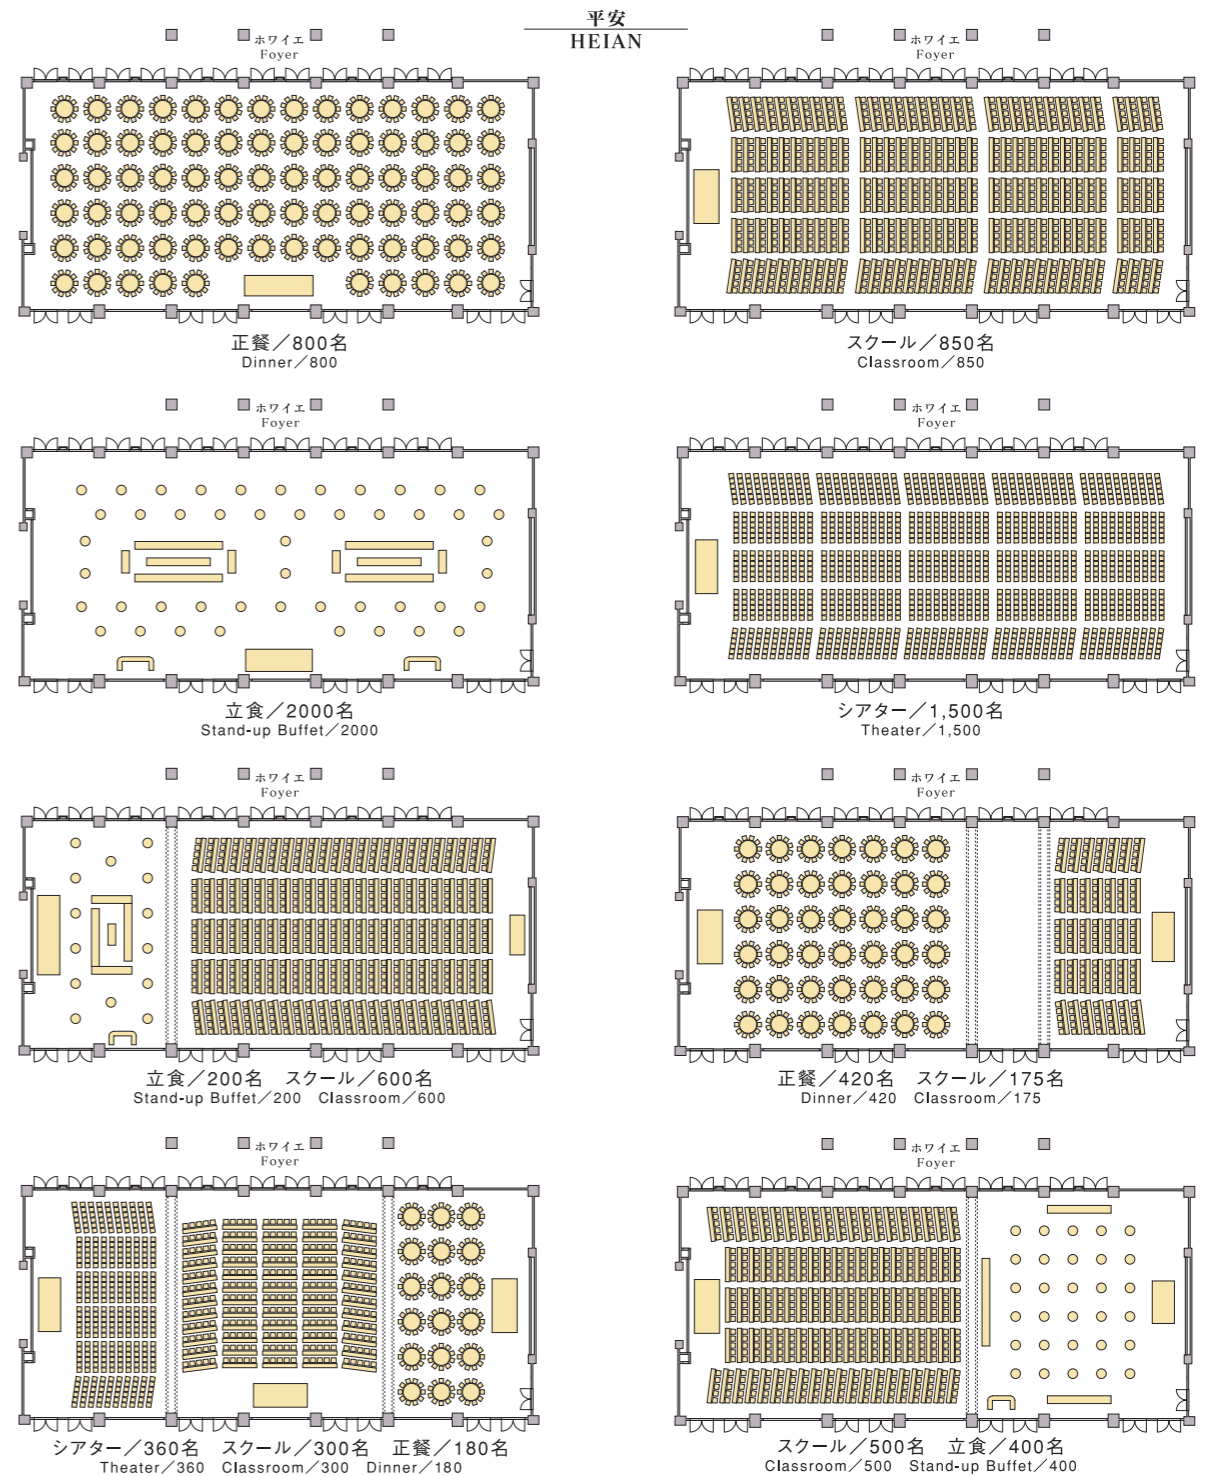 平安
HEIAN
ホワイエ
Foyer
正餐／800名
Dinner／800
ホワイエ
Foyer
スクール／850名
Classroom／850
ホワイエ
Foyer
立食／2000名
Stand-up Buffet／2000
ホワイエ
Foyer
シアター／1,500名
Theater／1,500
ホワイエ
Foyer
立食／200名　スクール／600名
Stand-up Buffet／200　Classroom／600
ホワイエ
Foyer
正餐／420名　スクール／175名
Dinner／420　Classroom／175
ホワイエ
Foyer
シアター／360名　スクール／300名　正餐／180名
Theater／360　Classroom／300　Dinner／180
ホワイエ
Foyer
スクール／500名　立食／400名
Classroom／500　Stand-up Buffet／400